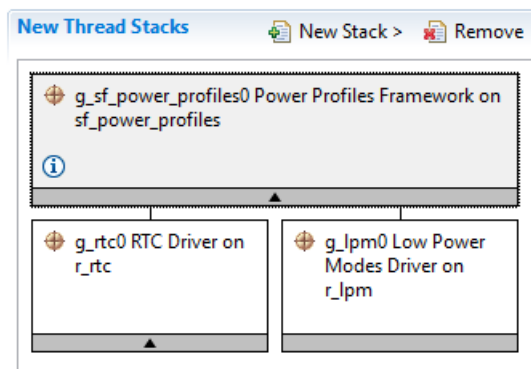 New Thread Stacks New Stack > Remove
g_sf_power_profiles0 Power Profiles Framework on
sf_power_profiles
g_rtc0 RTC Driver on
r_rtc
g_lpm0 Low Power
Modes Driver on
r_lpm